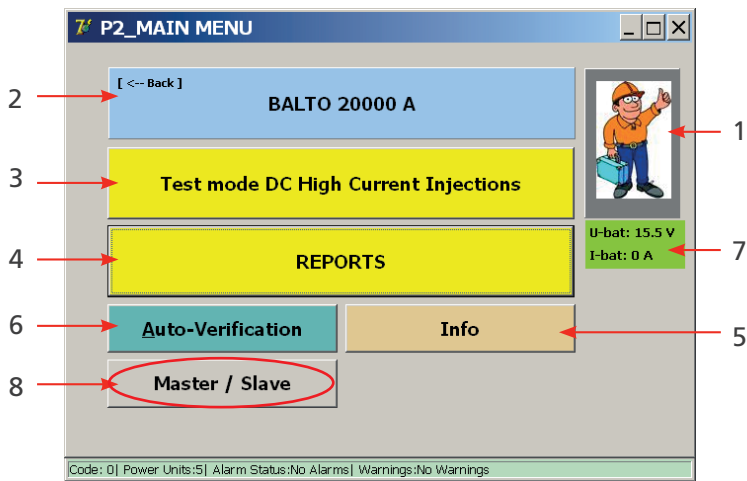 P2_MAIN MENU
[ <-- Back ]
BALTO 20000 A
Test mode DC High Current Injections
REPORTS
Auto-Verification
Info
Master / Slave
U-bat: 15.5 V
I-bat: 0 A
1
2
3
4
5
6
7
8
Code: 0| Power Units:5| Alarm Status:No Alarms| Warnings:No Warnings